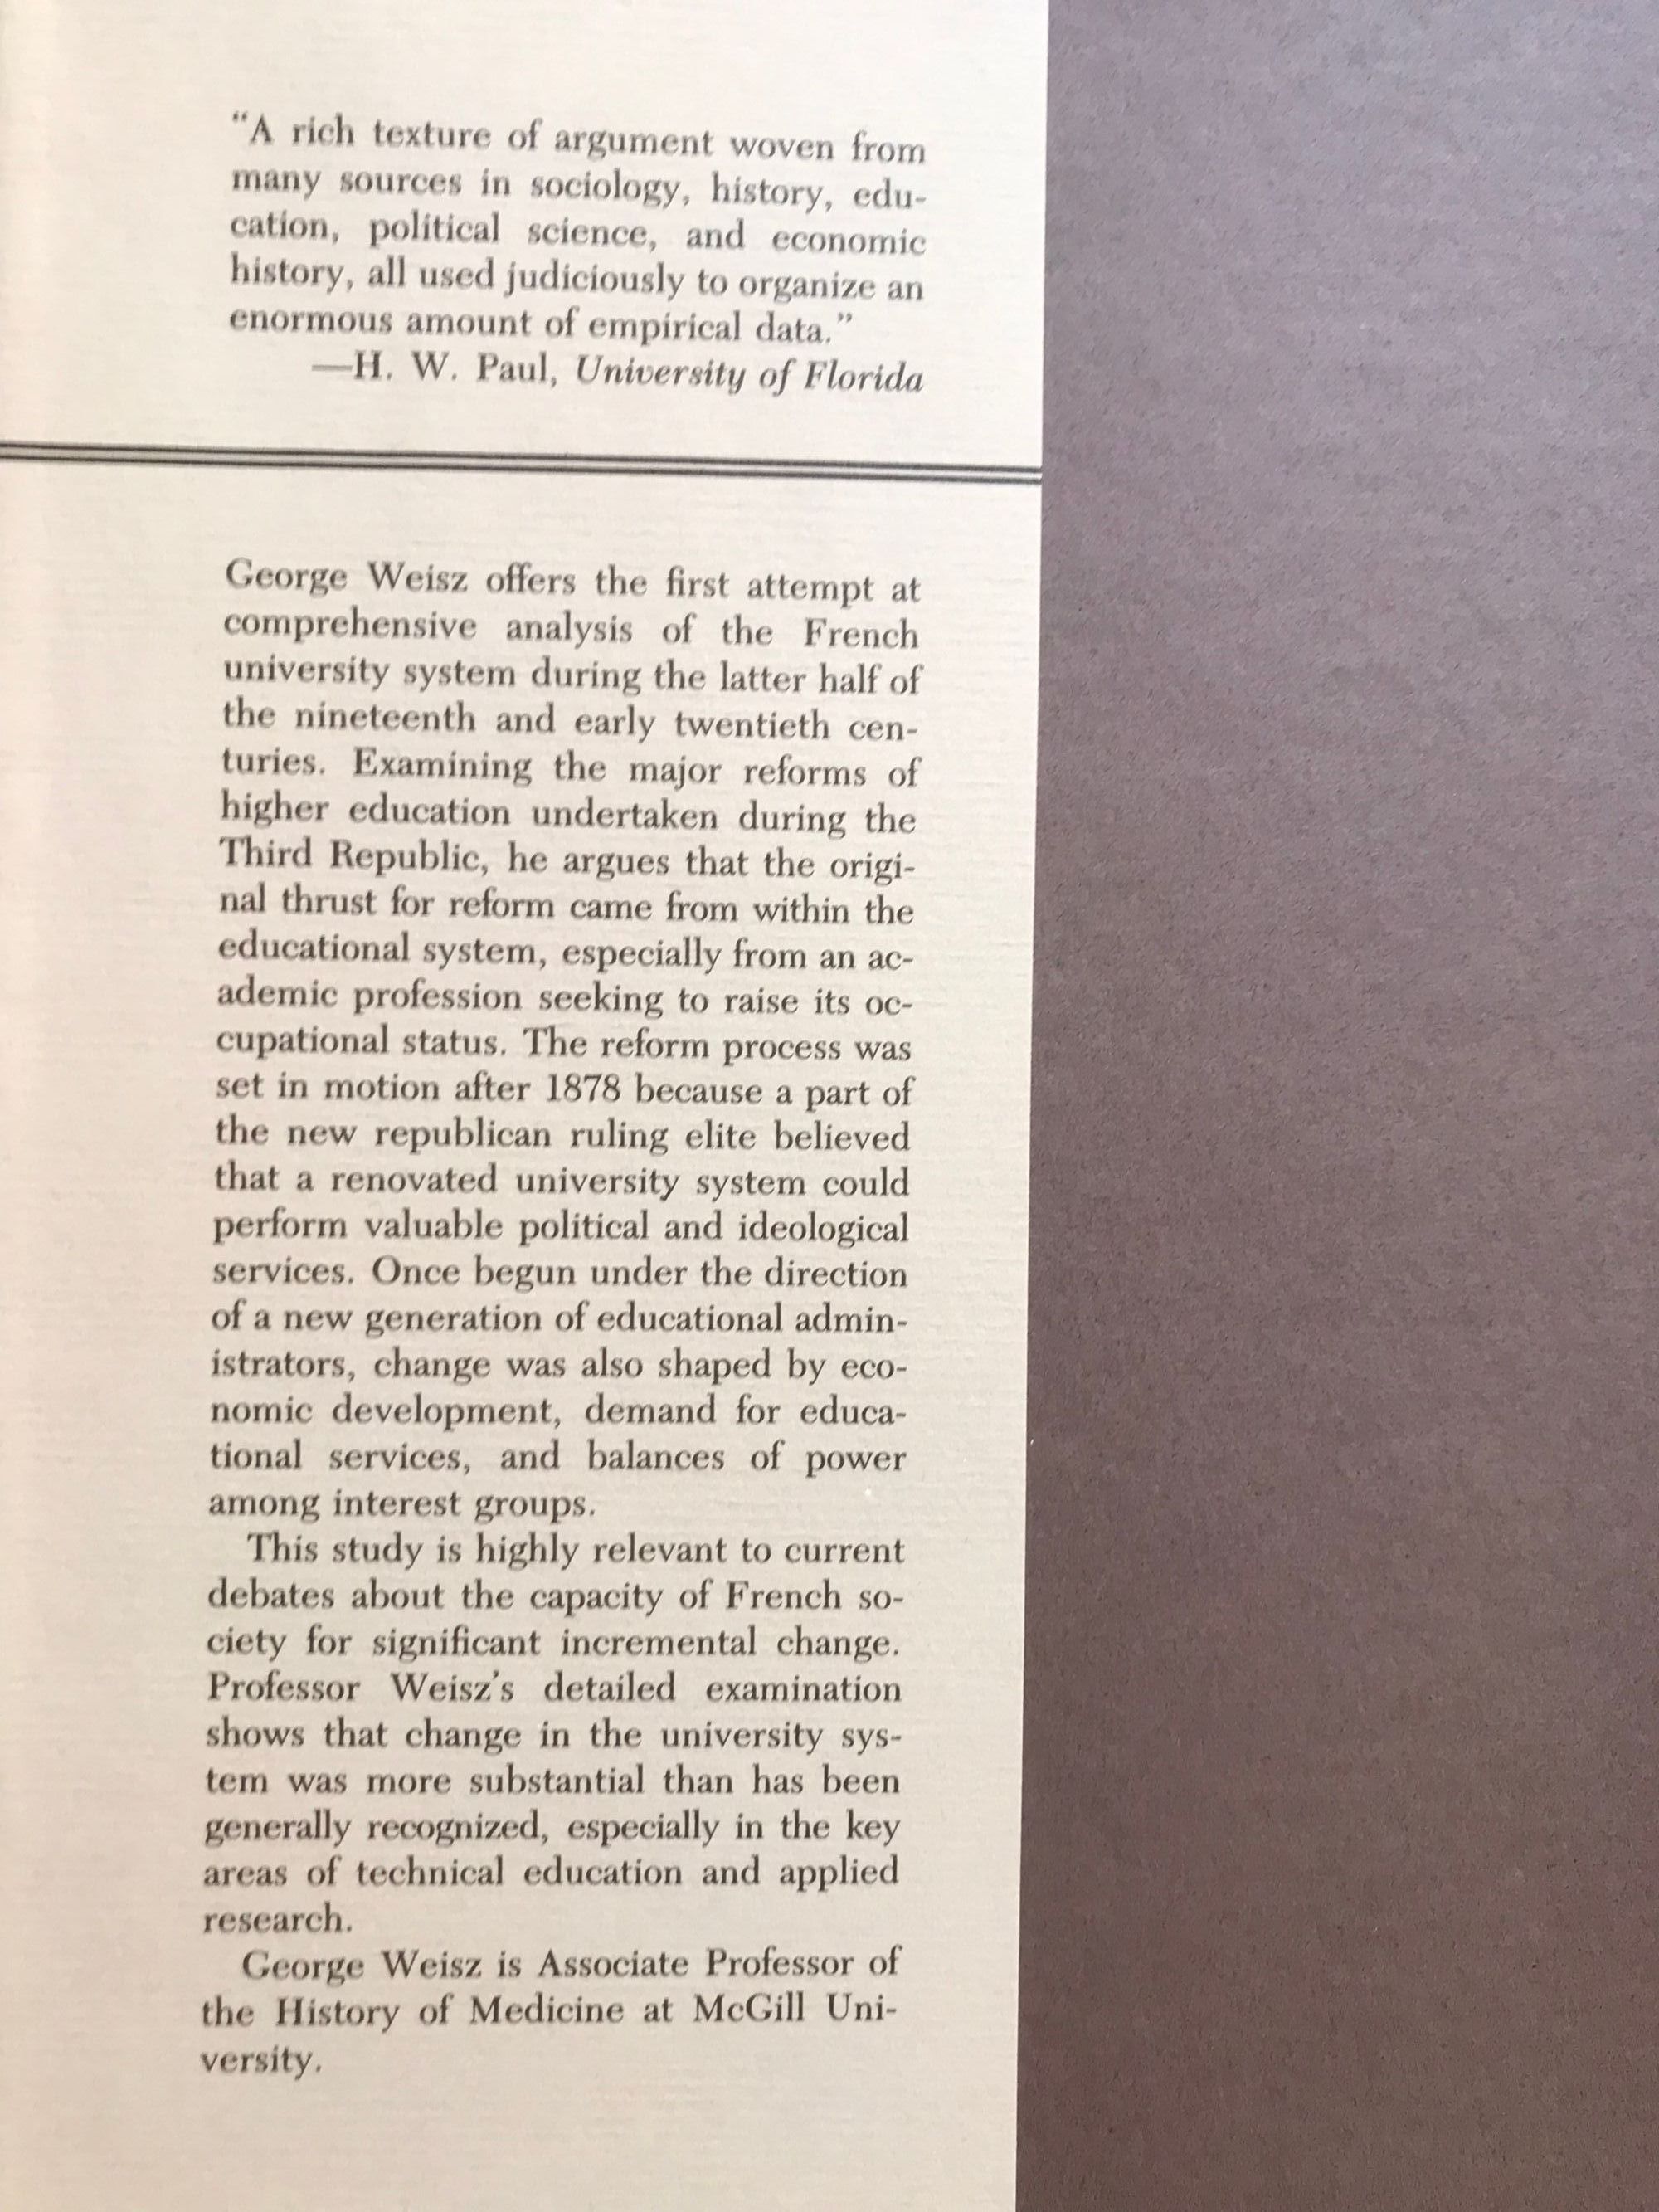 “A rich texture of argument woven from
many sources in sociology, history, edu-
cation, political science, and economic
history, all used judiciously to organize an
enormous amount of empirical data.”
—H. W. Paul, University of Florida
George Weisz offers the first attempt at
comprehensive analysis of the French
university system during the latter half of
the nineteenth and early twentieth cen-
turies. Examining the major reforms of
higher education undertaken during the
Third Republic, he argues that the origi-
nal thrust for reform came from within the
educational system, especially from an ac-
ademic profession seeking to raise its oc-
cupational status. The reform process was
set in motion after 1878 because a part of
the new republican ruling elite believed
that a renovated university system could
perform valuable political and ideological
services. Once begun under the direction
of a new generation of educational admin-
istrators, change was also shaped by eco-
nomic development, demand for educa-
tional services, and balances of power
among interest groups.
This study is highly relevant to current
debates about the capacity of French so-
ciety for significant incremental change.
Professor Weisz’s detailed examination
shows that change in the university sys-
tem was more substantial than has been
generally recognized, especially in the key
areas of technical education and applied
research.
George Weisz is Associate Professor of
the History of Medicine at McGill Uni-
versity.